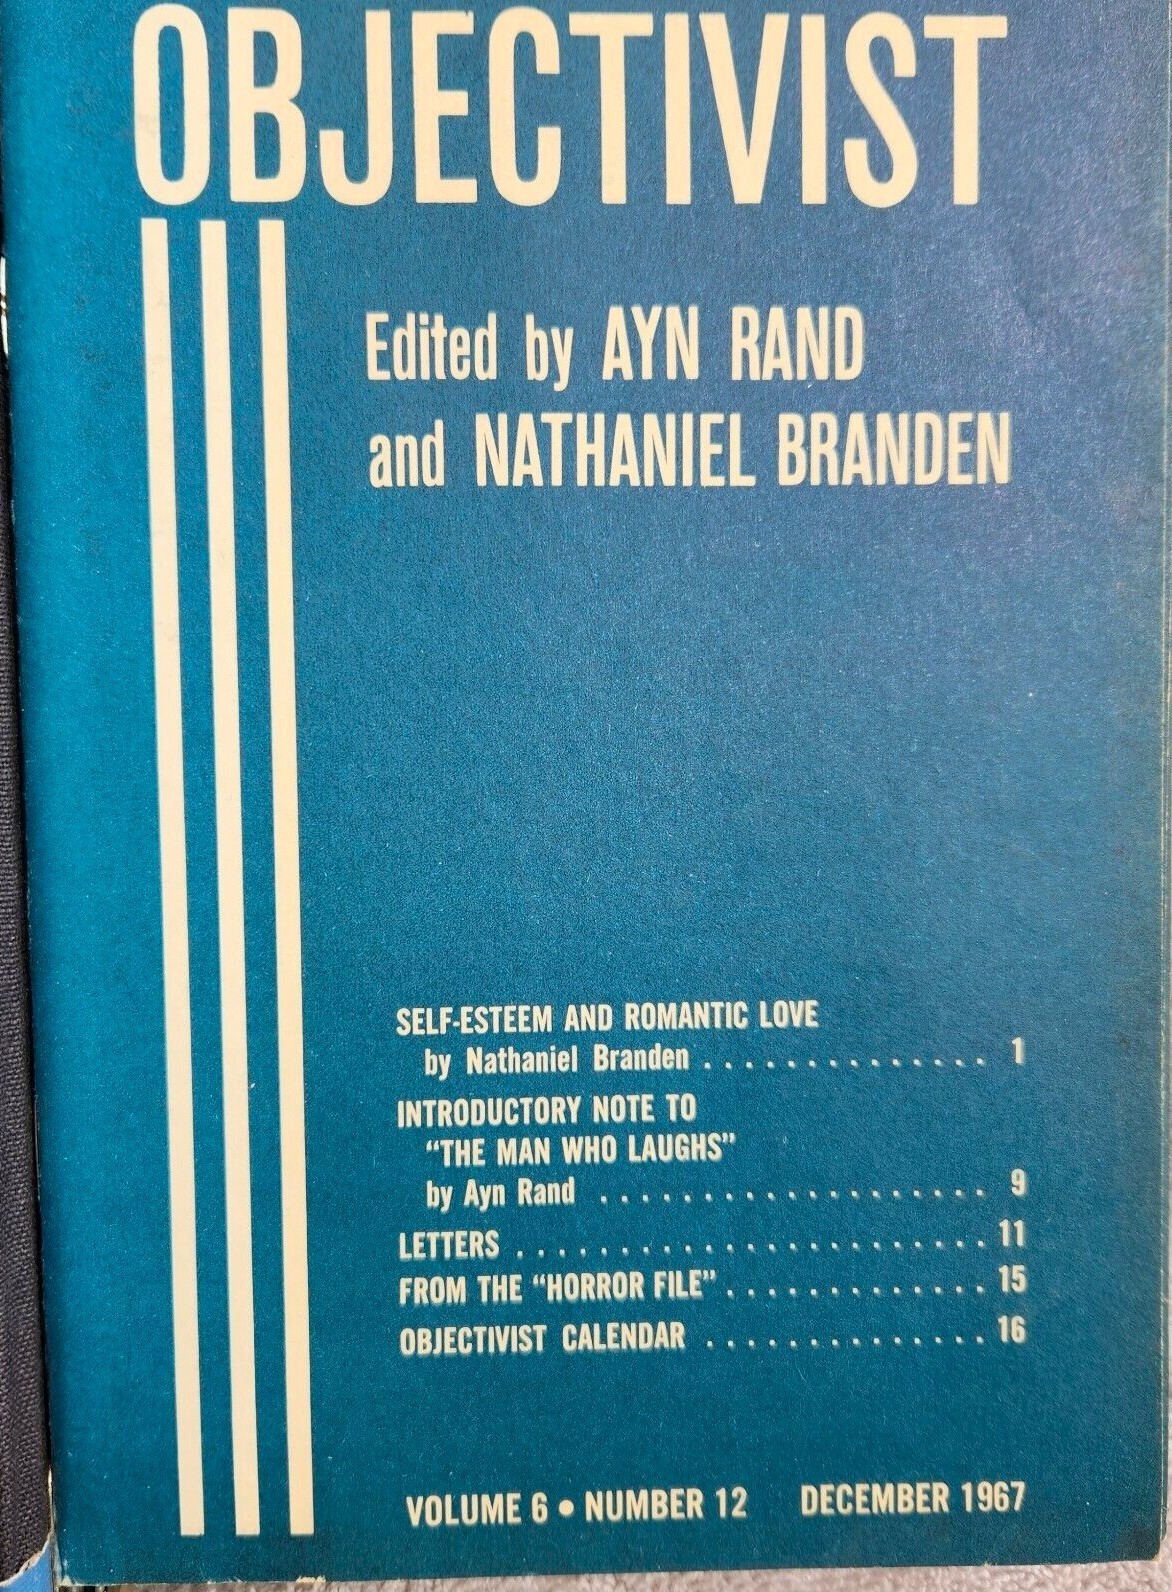 OBJECTIVIST
Edited by AYN RAND
and NATHANIEL BRANDEN
SELF-ESTEEM AND ROMANTIC LOVE
by Nathaniel Branden . . . . . . . . . . . . . . 1
INTRODUCTORY NOTE TO
"THE MAN WHO LAUGHS"
by Ayn Rand . . . . . . . . . . . . . . . . . . . 9
LETTERS . . . . . . . . . . . . . . . . . . . . . . . 11
FROM THE "HORROR FILE" . . . . . . . . . . . . . 15
OBJECTIVIST CALENDAR . . . . . . . . . . . . . . 16
VOLUME 6 • NUMBER 12 DECEMBER 1967